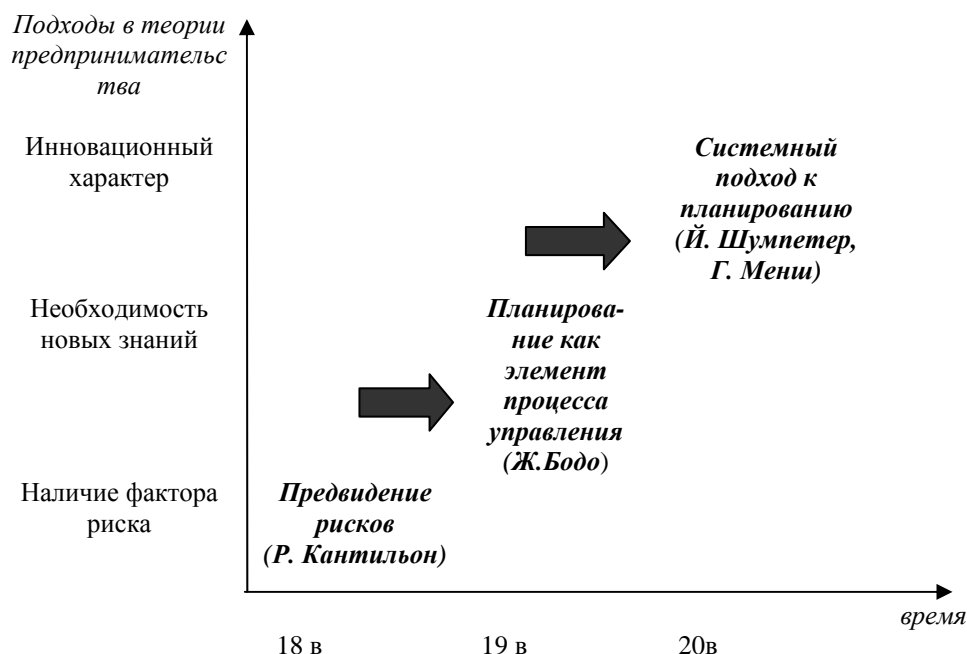 Подходы в теории
предпринимательс
тва
Инновационный
характер
Системный
подход к
планированию
(Й. Шумпетер,
Г. Менш)
Необходимость
новых знаний
Планирова-
ние как
элемент
процесса
управления
(Ж.Бодо)
Наличие фактора
риска
Предвидение
рисков
(Р. Кантильон)
время
18 в
19 в
20в